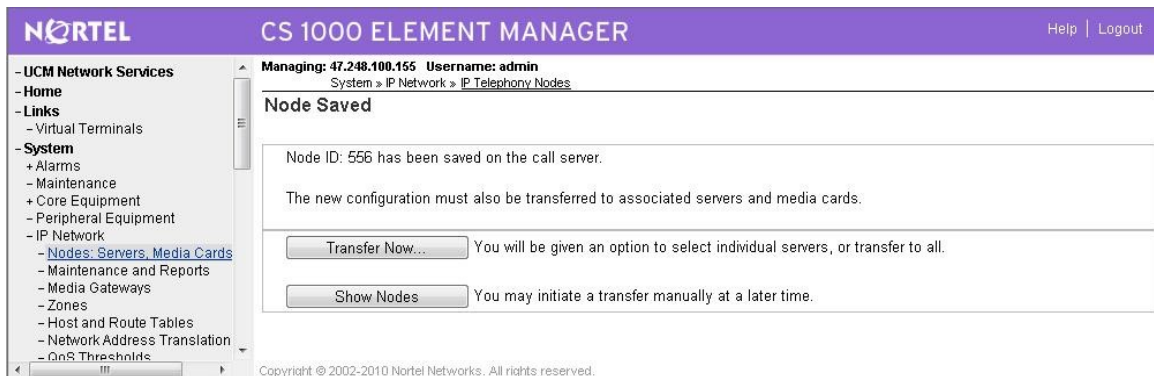 NORTEL
CS 1000 ELEMENT MANAGER
Help | Logout
- UCM Network Services
- Home
- Links
- Virtual Terminals
- System
+ Alarms
- Maintenance
+ Core Equipment
- Peripheral Equipment
- IP Network
- Nodes: Servers, Media Cards
- Maintenance and Reports
- Media Gateways
- Zones
- Host and Route Tables
- Network Address Translation
- QoS Thresholds
Managing: 47.248.100.155 Username: admin
System » IP Network » IP Telephony Nodes
Node Saved
Node ID: 556 has been saved on the call server.
The new configuration must also be transferred to associated servers and media cards.
Transfer Now... You will be given an option to select individual servers, or transfer to all.
Show Nodes You may initiate a transfer manually at a later time.
Copyright © 2002-2010 Nortel Networks. All rights reserved.